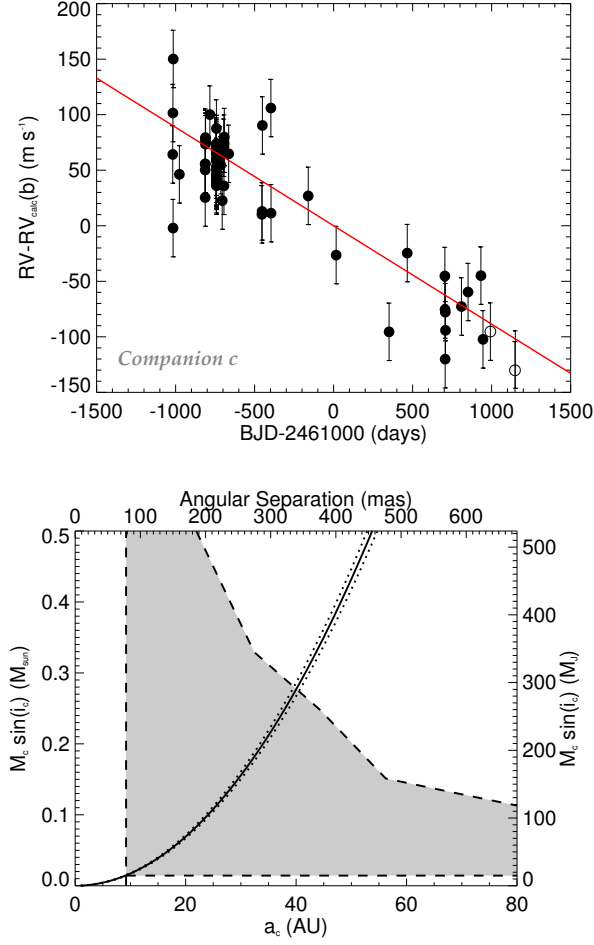 200
150
100
50
0
-50
-100
-150
RV-RVcalc(b) (m s-1)
Companion c
-1500 -1000 -500 0 500 1000 1500
BJD-2461000 (days)
Angular Separation (mas)
0 100 200 300 400 500 600
0.5
0.4
0.3
0.2
0.1
0.0
Mc sin(ic) (Msun)
500
400
300
200
100
0
Mc sin(ic) (MJ)
0 20 40 60 80
ac (AU)